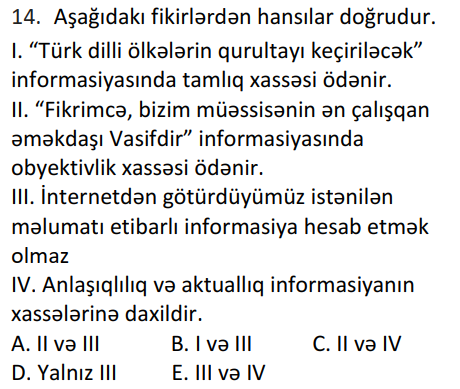 14. Aşağıdakı fikirlərdən hansılar doğrudur.
I. “Türk dilli ölkələrin qurultayı keçiriləcək”
informasiyasında tamlıq xassəsi ödənir.
II. “Fikrimcə, bizim müəssisənin ən çalışqan
əməkdaşı Vasifdir” informasiyasında
obyektivlik xassəsi ödənir.
III. İnternetdən götürdüyümüz istənilən
məlumatı etibarlı informasiya hesab etmək
olmaz
IV. Anlaşıqlılıq və aktuallıq informasiyanın
xassələrinə daxildir.
A. II və III B. I və III C. II və IV
D. Yalnız III E. III və IV